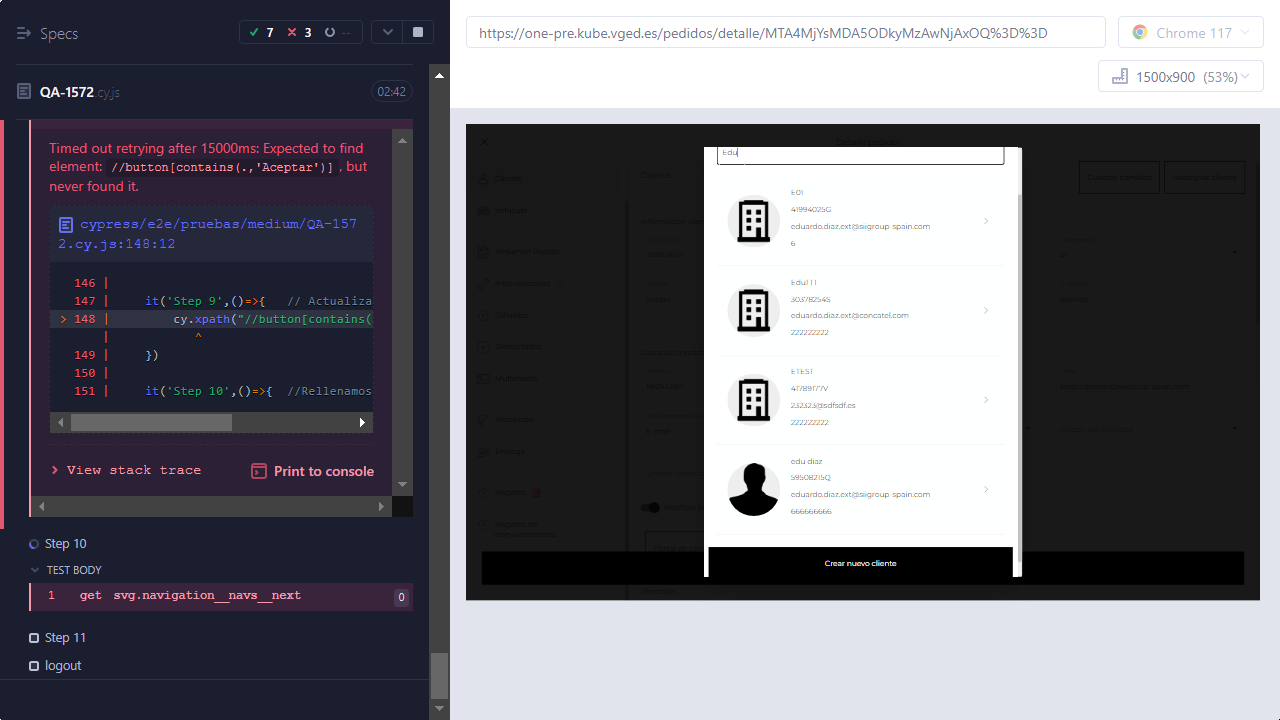 Specs
7
3
--
QA-1572.cy.js
02:42
Timed out retrying after 15000ms: Expected to find
element: //button[contains(.,'Aceptar')], but
never found it.
cypress/e2e/pruebas/medium/QA-157
2.cy.js:148:12
146 |
147 | it('Step 9',()=>{ // Actualiza
> 148 | cy.xpath("//button[contains(
| ^
149 | })
150 |
151 | it('Step 10',()=>{ //Rellenamos
View stack trace
Print to console
Step 10
TEST BODY
1 get svg.navigation__navs__next 0
Step 11
logout
https://one-pre.kube.vged.es/pedidos/detalle/MTA4MjYsMDA5ODkyMzAwNjAxOQ%3D%3D
Chrome 117
1500x900 (53%)
Edu
E01
41994025G
eduardo.diaz.ext@siigroup-spain.com
6
Edu111
30378254S
eduardo.diaz.ext@concatel.com
222222222
ETEST
41789177V
232323@sdfsdf.es
222222222
edu diaz
59508215Q
eduardo.diaz.ext@siigroup-spain.com
666666666
Crear nuevo cliente